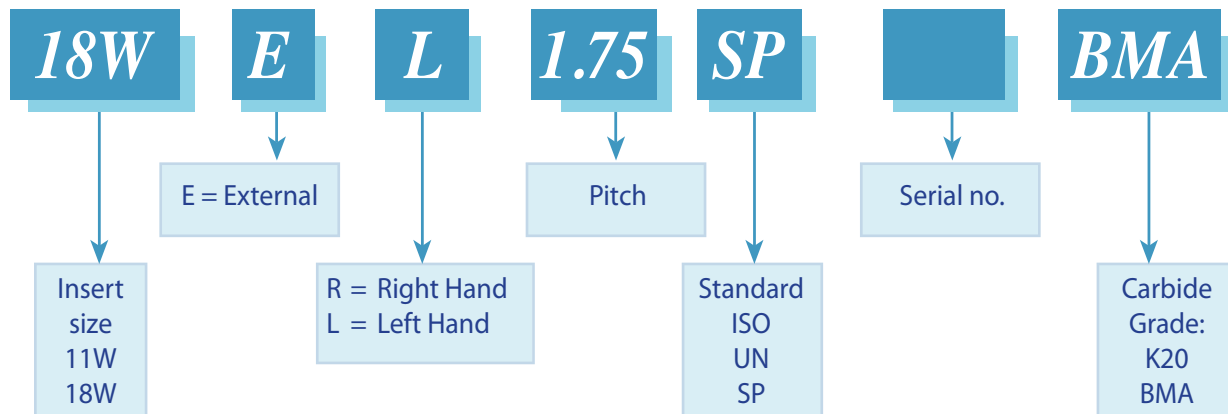 18W E L 1.75 SP BMA
E = External
Pitch
Serial no.
Insert
size
11W
18W
R = Right Hand
L = Left Hand
Standard
ISO
UN
SP
Carbide
Grade:
K20
BMA